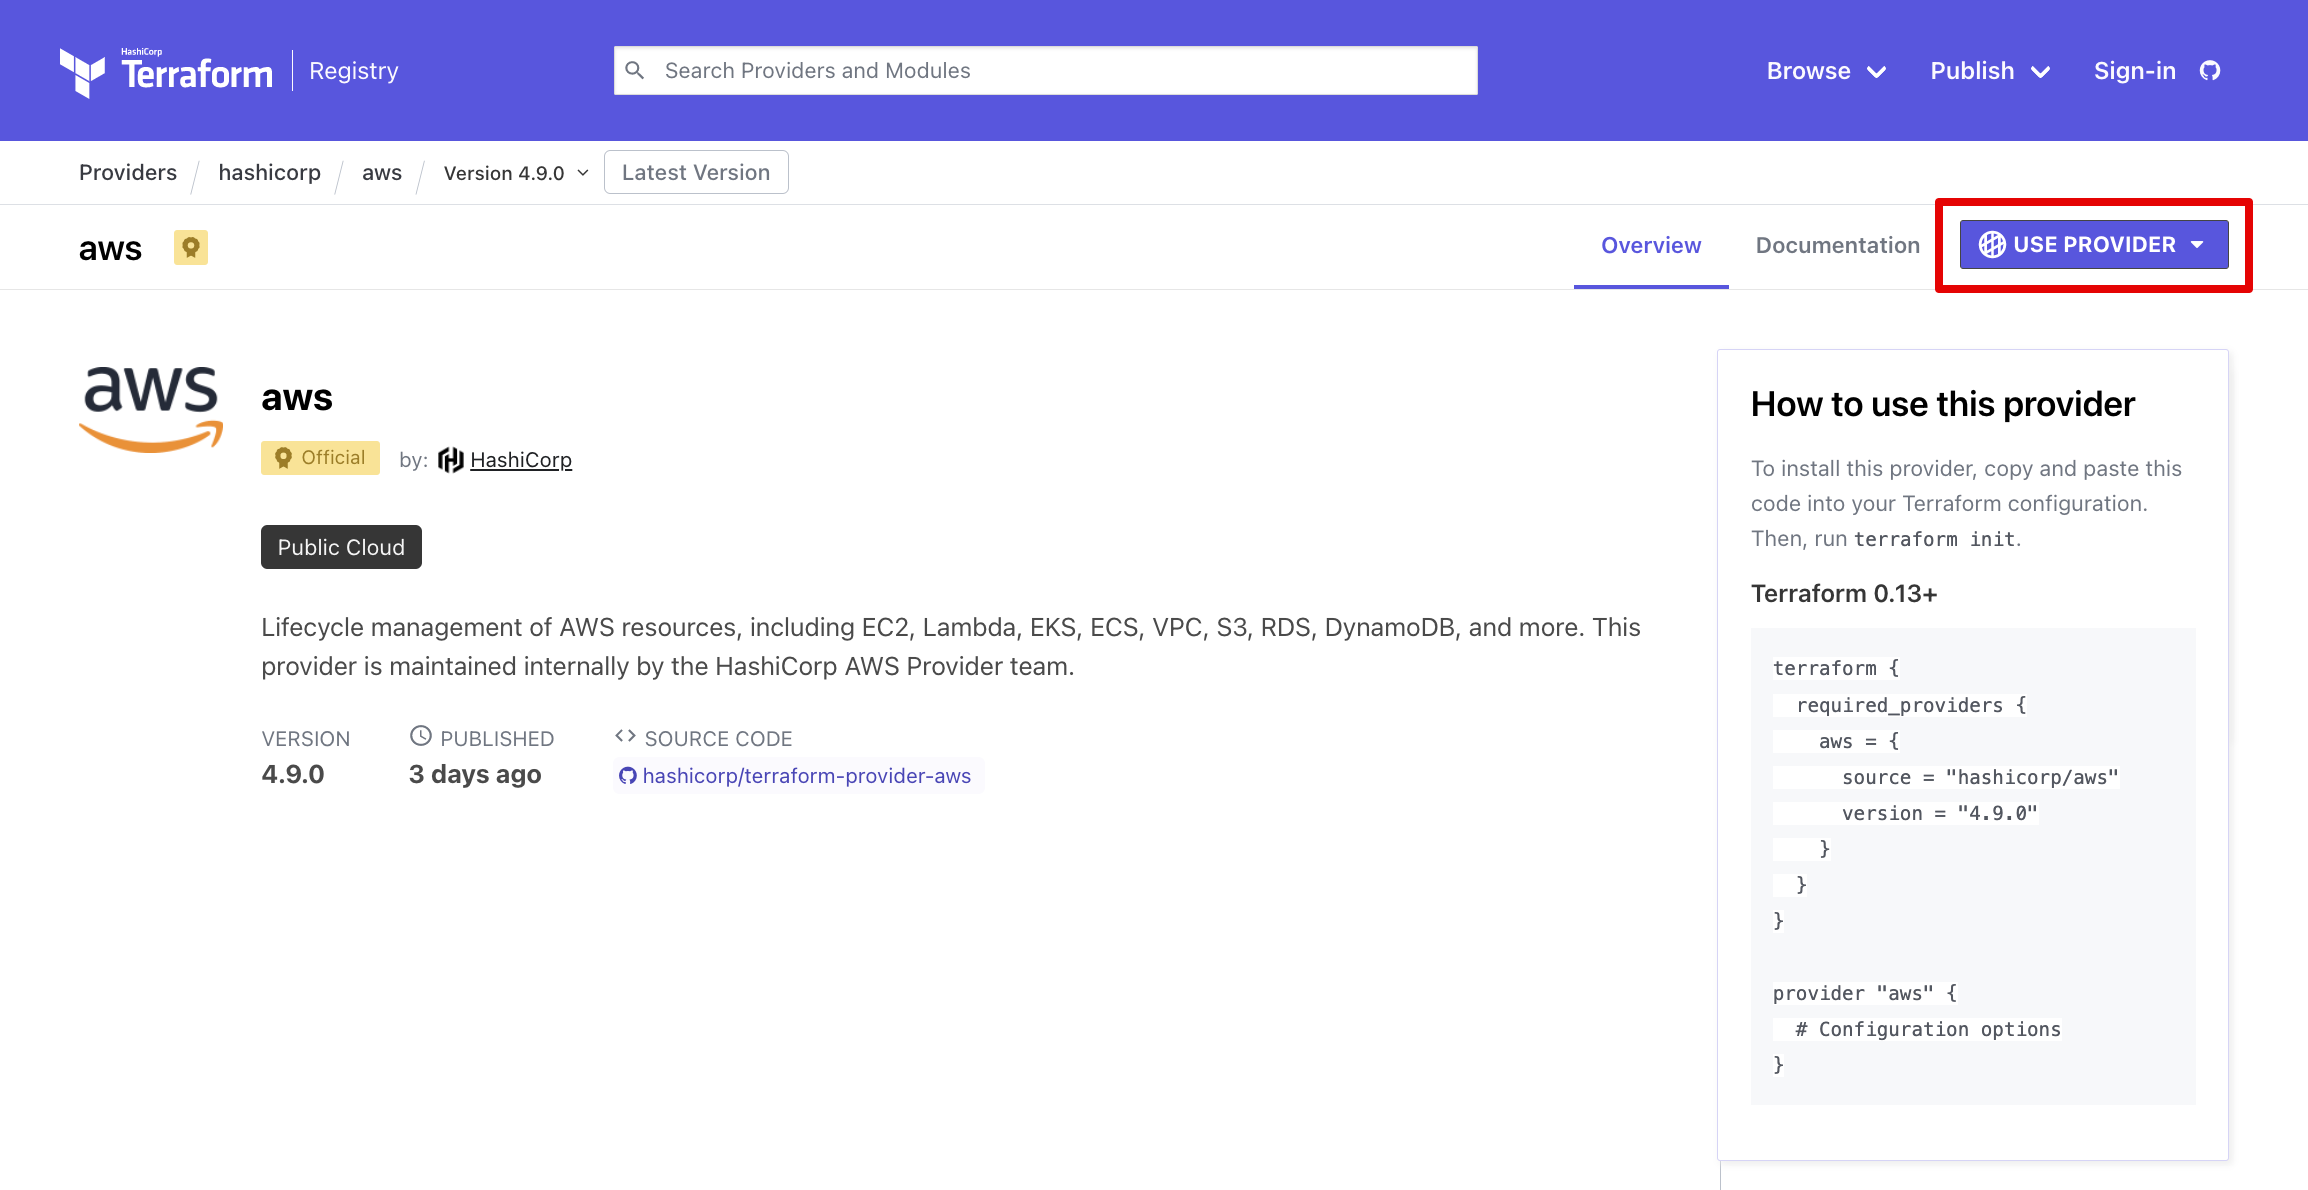 HashiCorp
Terraform
Registry
Search Providers and Modules
Browse
Publish
Sign-in
Providers / hashicorp / aws / Version 4.9.0
Latest Version
aws
Overview
Documentation
USE PROVIDER
aws
aws
Official
by: HashiCorp
Public Cloud
Lifecycle management of AWS resources, including EC2, Lambda, EKS, ECS, VPC, S3, RDS, DynamoDB, and more. This
provider is maintained internally by the HashiCorp AWS Provider team.
VERSION
4.9.0
PUBLISHED
3 days ago
<> SOURCE CODE
hashicorp/terraform-provider-aws
How to use this provider
To install this provider, copy and paste this
code into your Terraform configuration.
Then, run terraform init.
Terraform 0.13+
terraform {
  required_providers {
    aws = {
      source = "hashicorp/aws"
      version = "4.9.0"
    }
  }
}
provider "aws" {
  # Configuration options
}